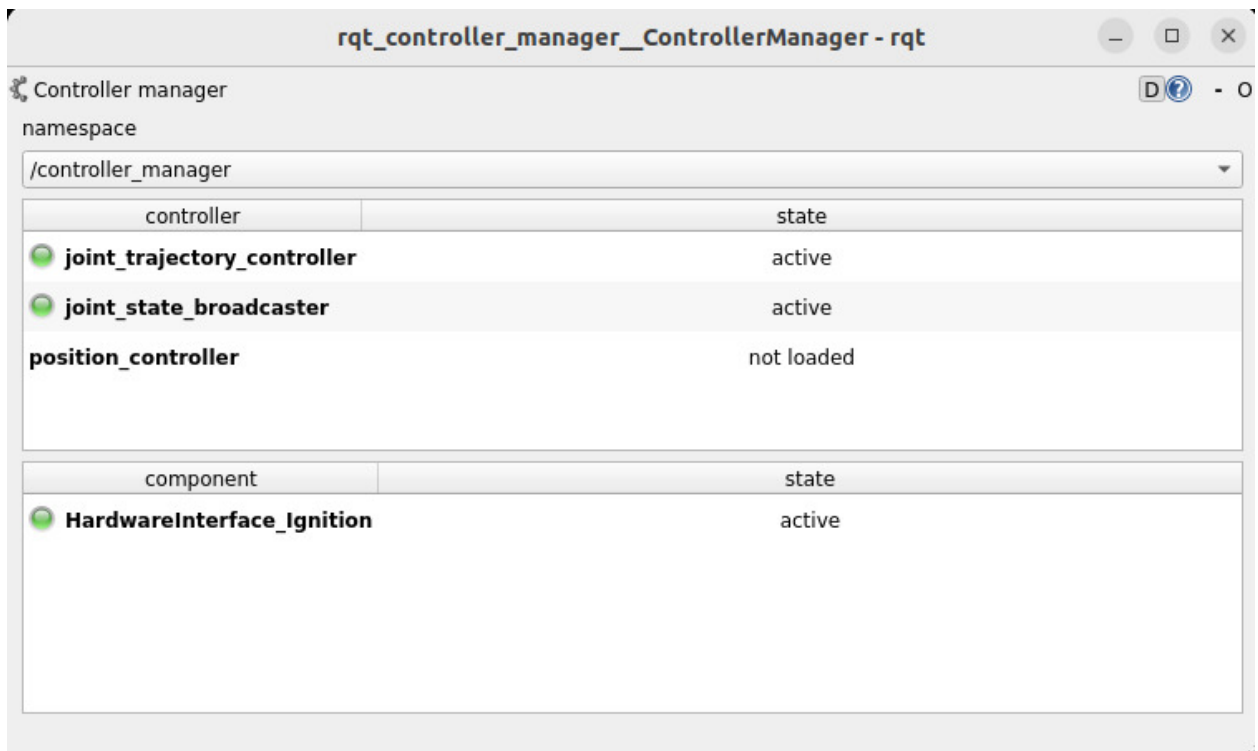 rqt_controller_manager__ControllerManager - rqt
Controller manager D ? - O
namespace
/controller_manager
controller state
joint_trajectory_controller active
joint_state_broadcaster active
position_controller not loaded
component state
HardwareInterface_Ignition active